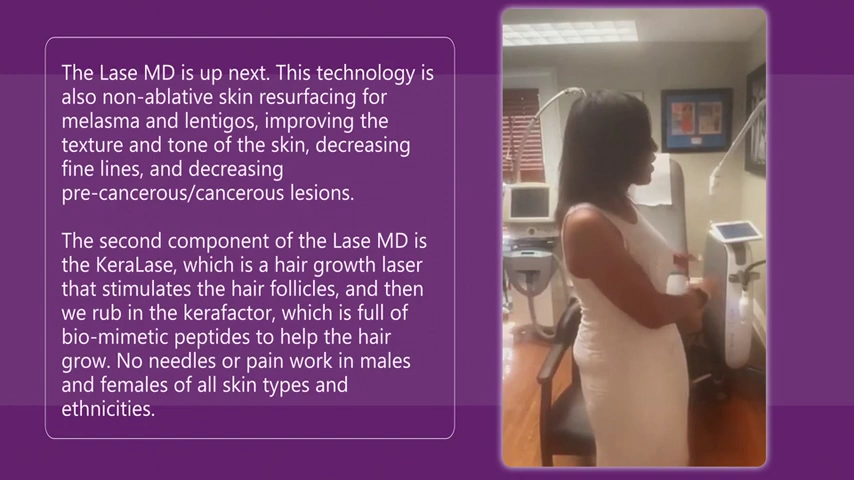 The Lase MD is up next. This technology is
also non-ablative skin resurfacing for
melasma and lentigos, improving the
texture and tone of the skin, decreasing
fine lines, and decreasing
pre-cancerous/cancerous lesions.
The second component of the Lase MD is
the KeraLase, which is a hair growth laser
that stimulates the hair follicles, and then
we rub in the kerafactor, which is full of
bio-mimetic peptides to help the hair
grow. No needles or pain work in males
and females of all skin types and
ethnicities.